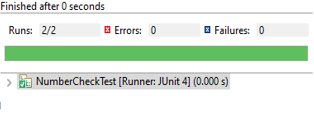 Finished after 0 seconds
Runs: 2/2 Errors: 0 Failures: 0
NumberCheckTest [Runner: JUnit 4] (0.000 s)